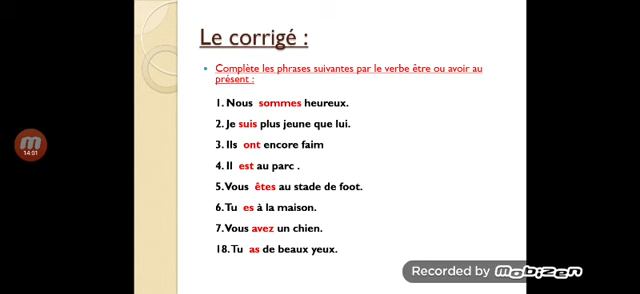 Le corrigé :
• Complète les phrases suivantes par le verbe être ou avoir au
présent :
1. Nous sommes heureux.
2. Je suis plus jeune que lui.
3. Ils ont encore faim
4. Il est au parc .
5. Vous êtes au stade de foot.
6. Tu es à la maison.
7. Vous avez un chien.
18. Tu as de beaux yeux.
14:01
Recorded by mobizen